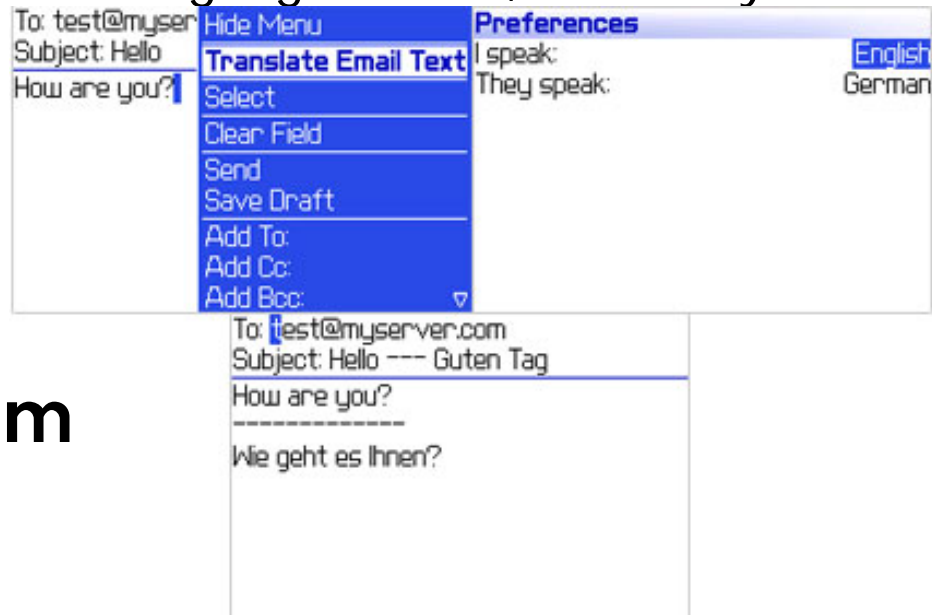 To: test@myser
Subject: Hello
How are you?
Hide Menu
Translate Email Text
Select
Clear Field
Send
Save Draft
Add To:
Add Cc:
Add Bcc:
Preferences
I speak: English
They speak: German
To: test@myserver.com
Subject: Hello --- Guten Tag
How are you?
-------------
Wie geht es Ihnen?
m